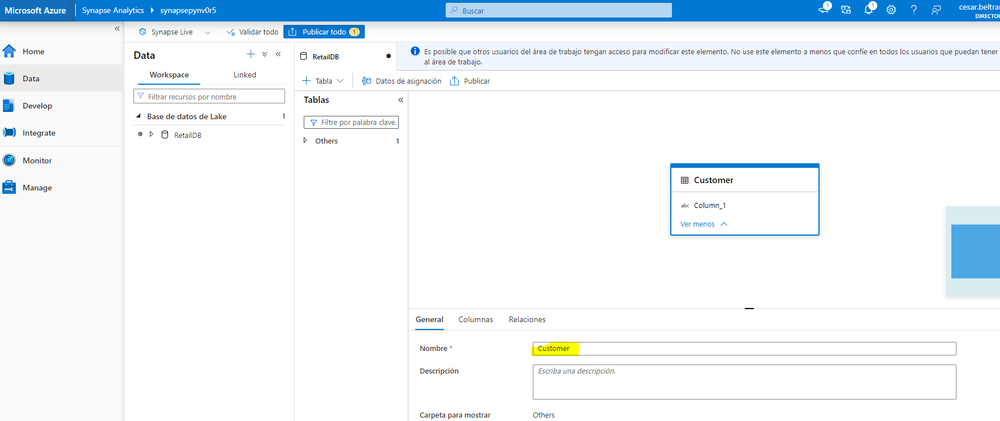 Microsoft Azure
Synapse Analytics
synapsepynv0r5
Buscar
1
1
cesar.beltra
DIRECTOR
Synapse Live
Validar todo
Publicar todo 1
Home
Data
Develop
Integrate
Monitor
Manage
Data
Workspace
Linked
Filtrar recursos por nombre
Base de datos de Lake 1
RetailDB
RetailDB
Es posible que otros usuarios del área de trabajo tengan acceso para modificar este elemento. No use este elemento a menos que confíe en todos los usuarios que puedan tener
al área de trabajo.
Tabla
Datos de asignación
Publicar
Tablas
Filtre por palabra clave.
Others 1
Customer
abc Column_1
Ver menos
General
Columnas
Relaciones
Nombre * Customer
Descripción Escriba una descripción.
Carpeta para mostrar Others